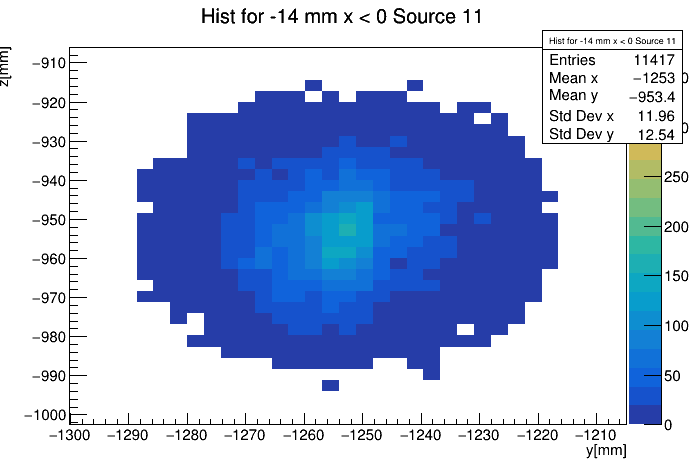 Hist for -14 mm x < 0 Source 11
z[mm]
Hist for -14 mm x < 0 Source 11
Entries 11417
Mean x −1253
Mean y −953.4
Std Dev x 11.96
Std Dev y 12.54
−910
−920
−930
−940
−950
−960
−970
−980
−990
−1000
−1300 −1290 −1280 −1270 −1260 −1250 −1240 −1230 −1220 −1210
y[mm]
250
200
150
100
50
0